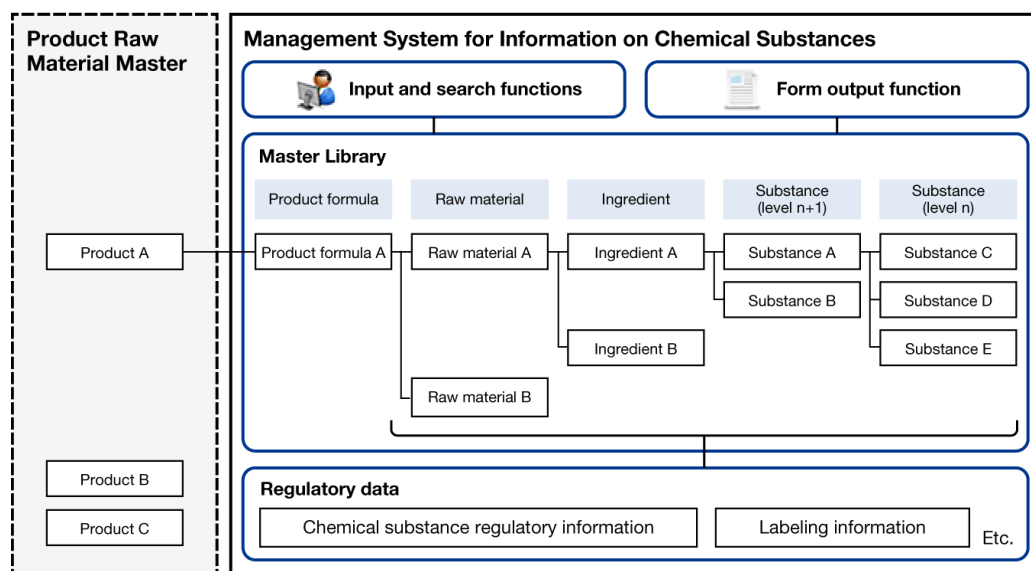 Product Raw
Material Master
Product A
Product B
Product C
Management System for Information on Chemical Substances
Input and search functions
Form output function
Master Library
Product formula
Raw material
Ingredient
Substance
(level n+1)
Substance
(level n)
Product formula A
Raw material A
Ingredient A
Substance A
Substance C
Substance B
Substance D
Ingredient B
Substance E
Raw material B
Regulatory data
Chemical substance regulatory information
Labeling information
Etc.